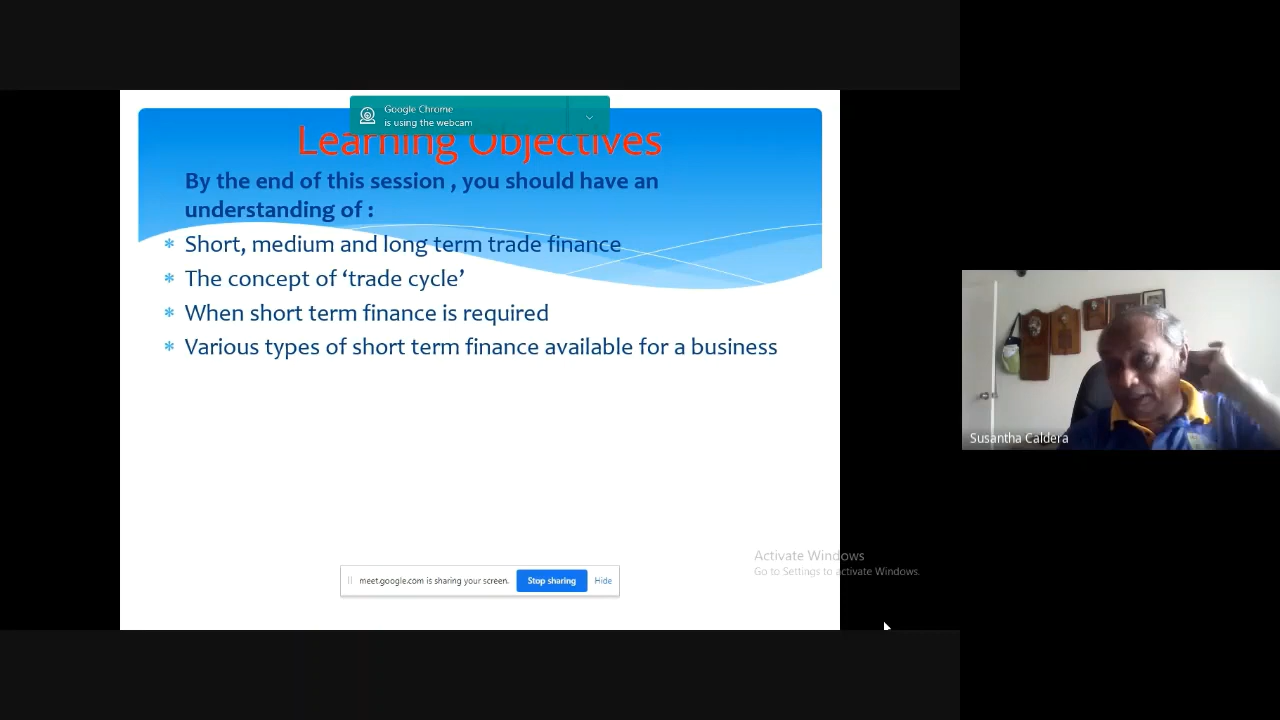 Google Chrome
is using the webcam
Learning Objectives
By the end of this session , you should have an
understanding of :
* Short, medium and long term trade finance
* The concept of ‘trade cycle’
* When short term finance is required
* Various types of short term finance available for a business
Susantha Caldera
Activate Windows
Go to Settings to activate Windows.
meet.google.com is sharing your screen. Stop sharing Hide